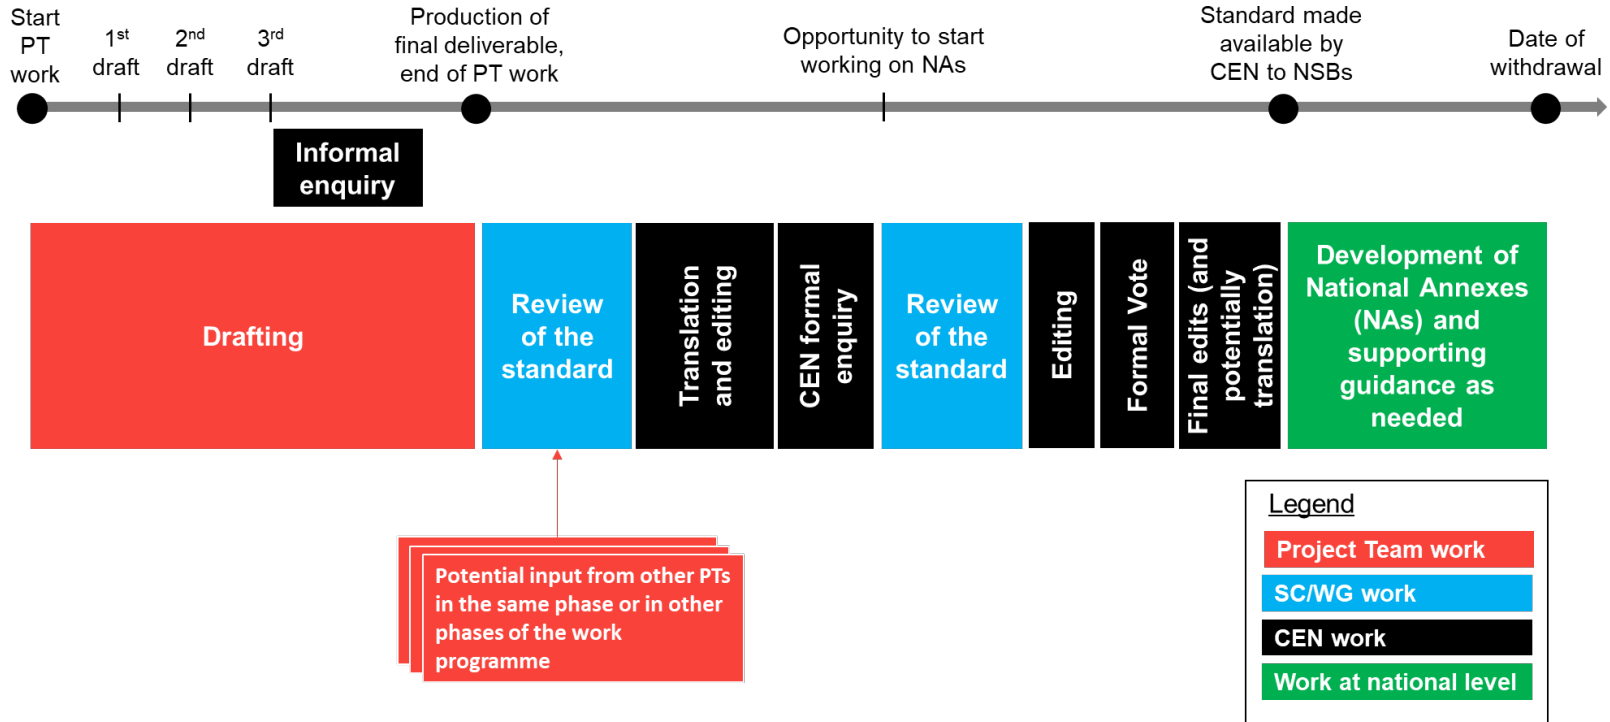 Start
PT
work
1st
draft
2nd
draft
3rd
draft
Production of
final deliverable,
end of PT work
Opportunity to start
working on NAs
Standard made
available by
CEN to NSBs
Date of
withdrawal
Informal
enquiry
Drafting
Review
of the
standard
Translation
and editing
CEN formal
enquiry
Review
of the
standard
Editing
Formal Vote
Final edits (and
potentially
translation)
Development of
National Annexes
(NAs) and
supporting
guidance as
needed
Potential input from other PTs
in the same phase or in other
phases of the work
programme
Legend
Project Team work
SC/WG work
CEN work
Work at national level